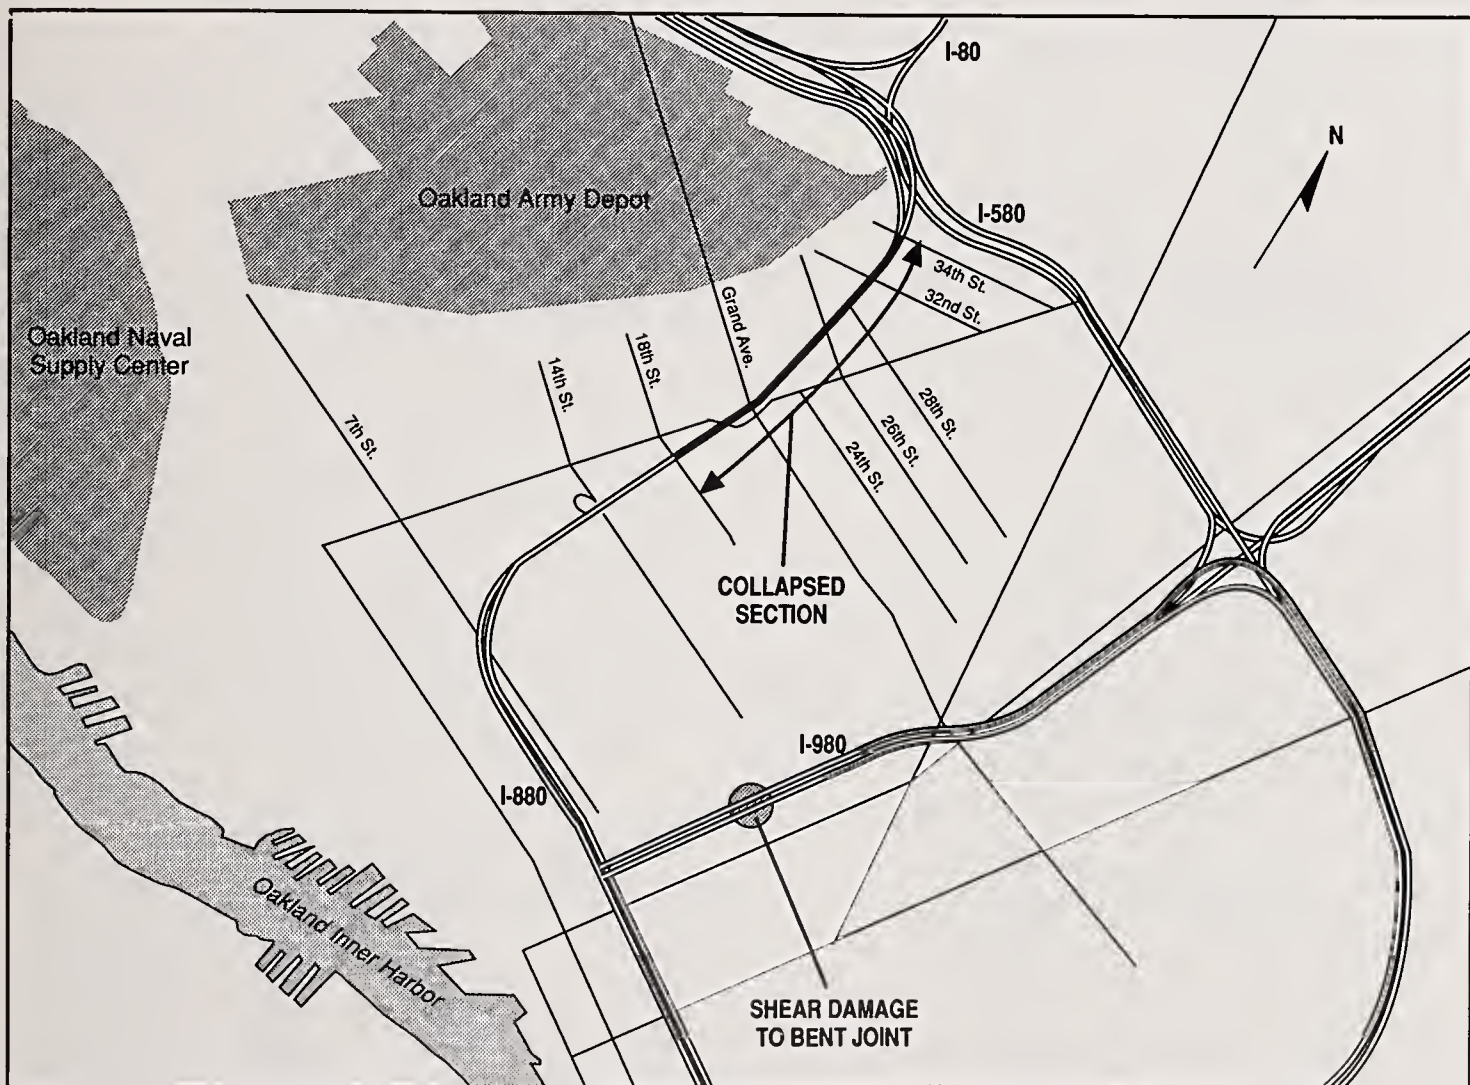 I-80
N
Oakland Army Depot
I-580
34th St.
32nd St.
Grand Ave.
Oakland Naval
Supply Center
18th St.
14th St.
7th St.
28th St.
26th St.
24th St.
COLLAPSED
SECTION
I-980
I-880
Oakland Inner Harbor
SHEAR DAMAGE
TO BENT JOINT